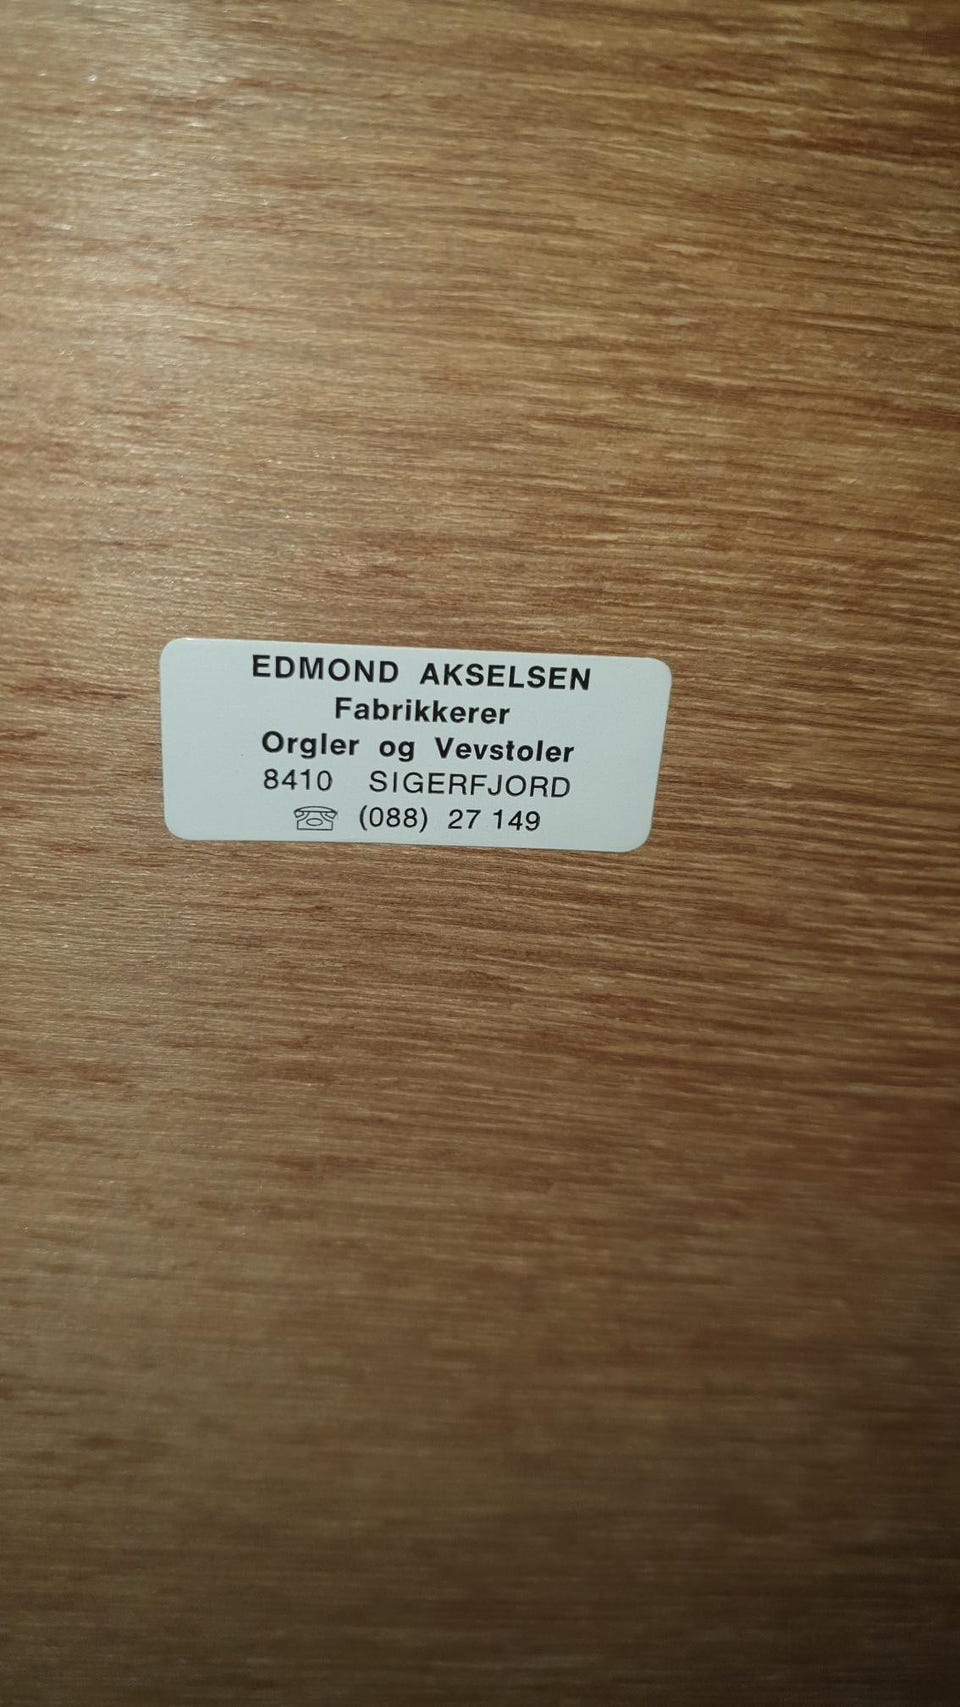 EDMOND AKSELSEN
Fabrikkerer
Orgler og Vevstoler
8410 SIGERFJORD
☏ (088) 27 149